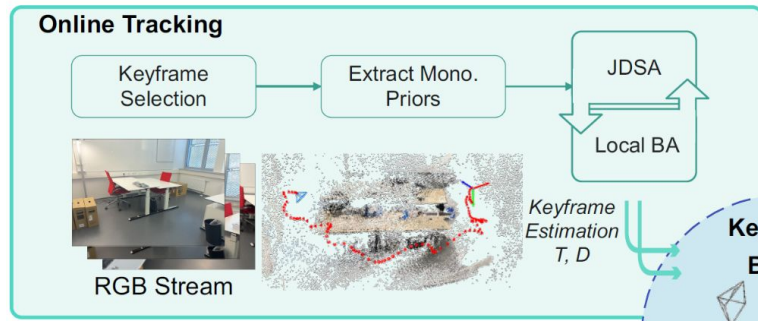 Online Tracking
Keyframe
Selection
Extract Mono.
Priors
JDSA
Local BA
RGB Stream
Keyframe
Estimation
T, D